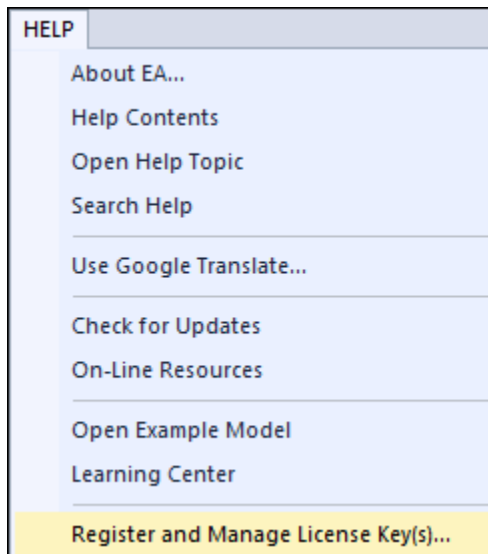 HELP
About EA...
Help Contents
Open Help Topic
Search Help
Use Google Translate...
Check for Updates
On-Line Resources
Open Example Model
Learning Center
Register and Manage License Key(s)...